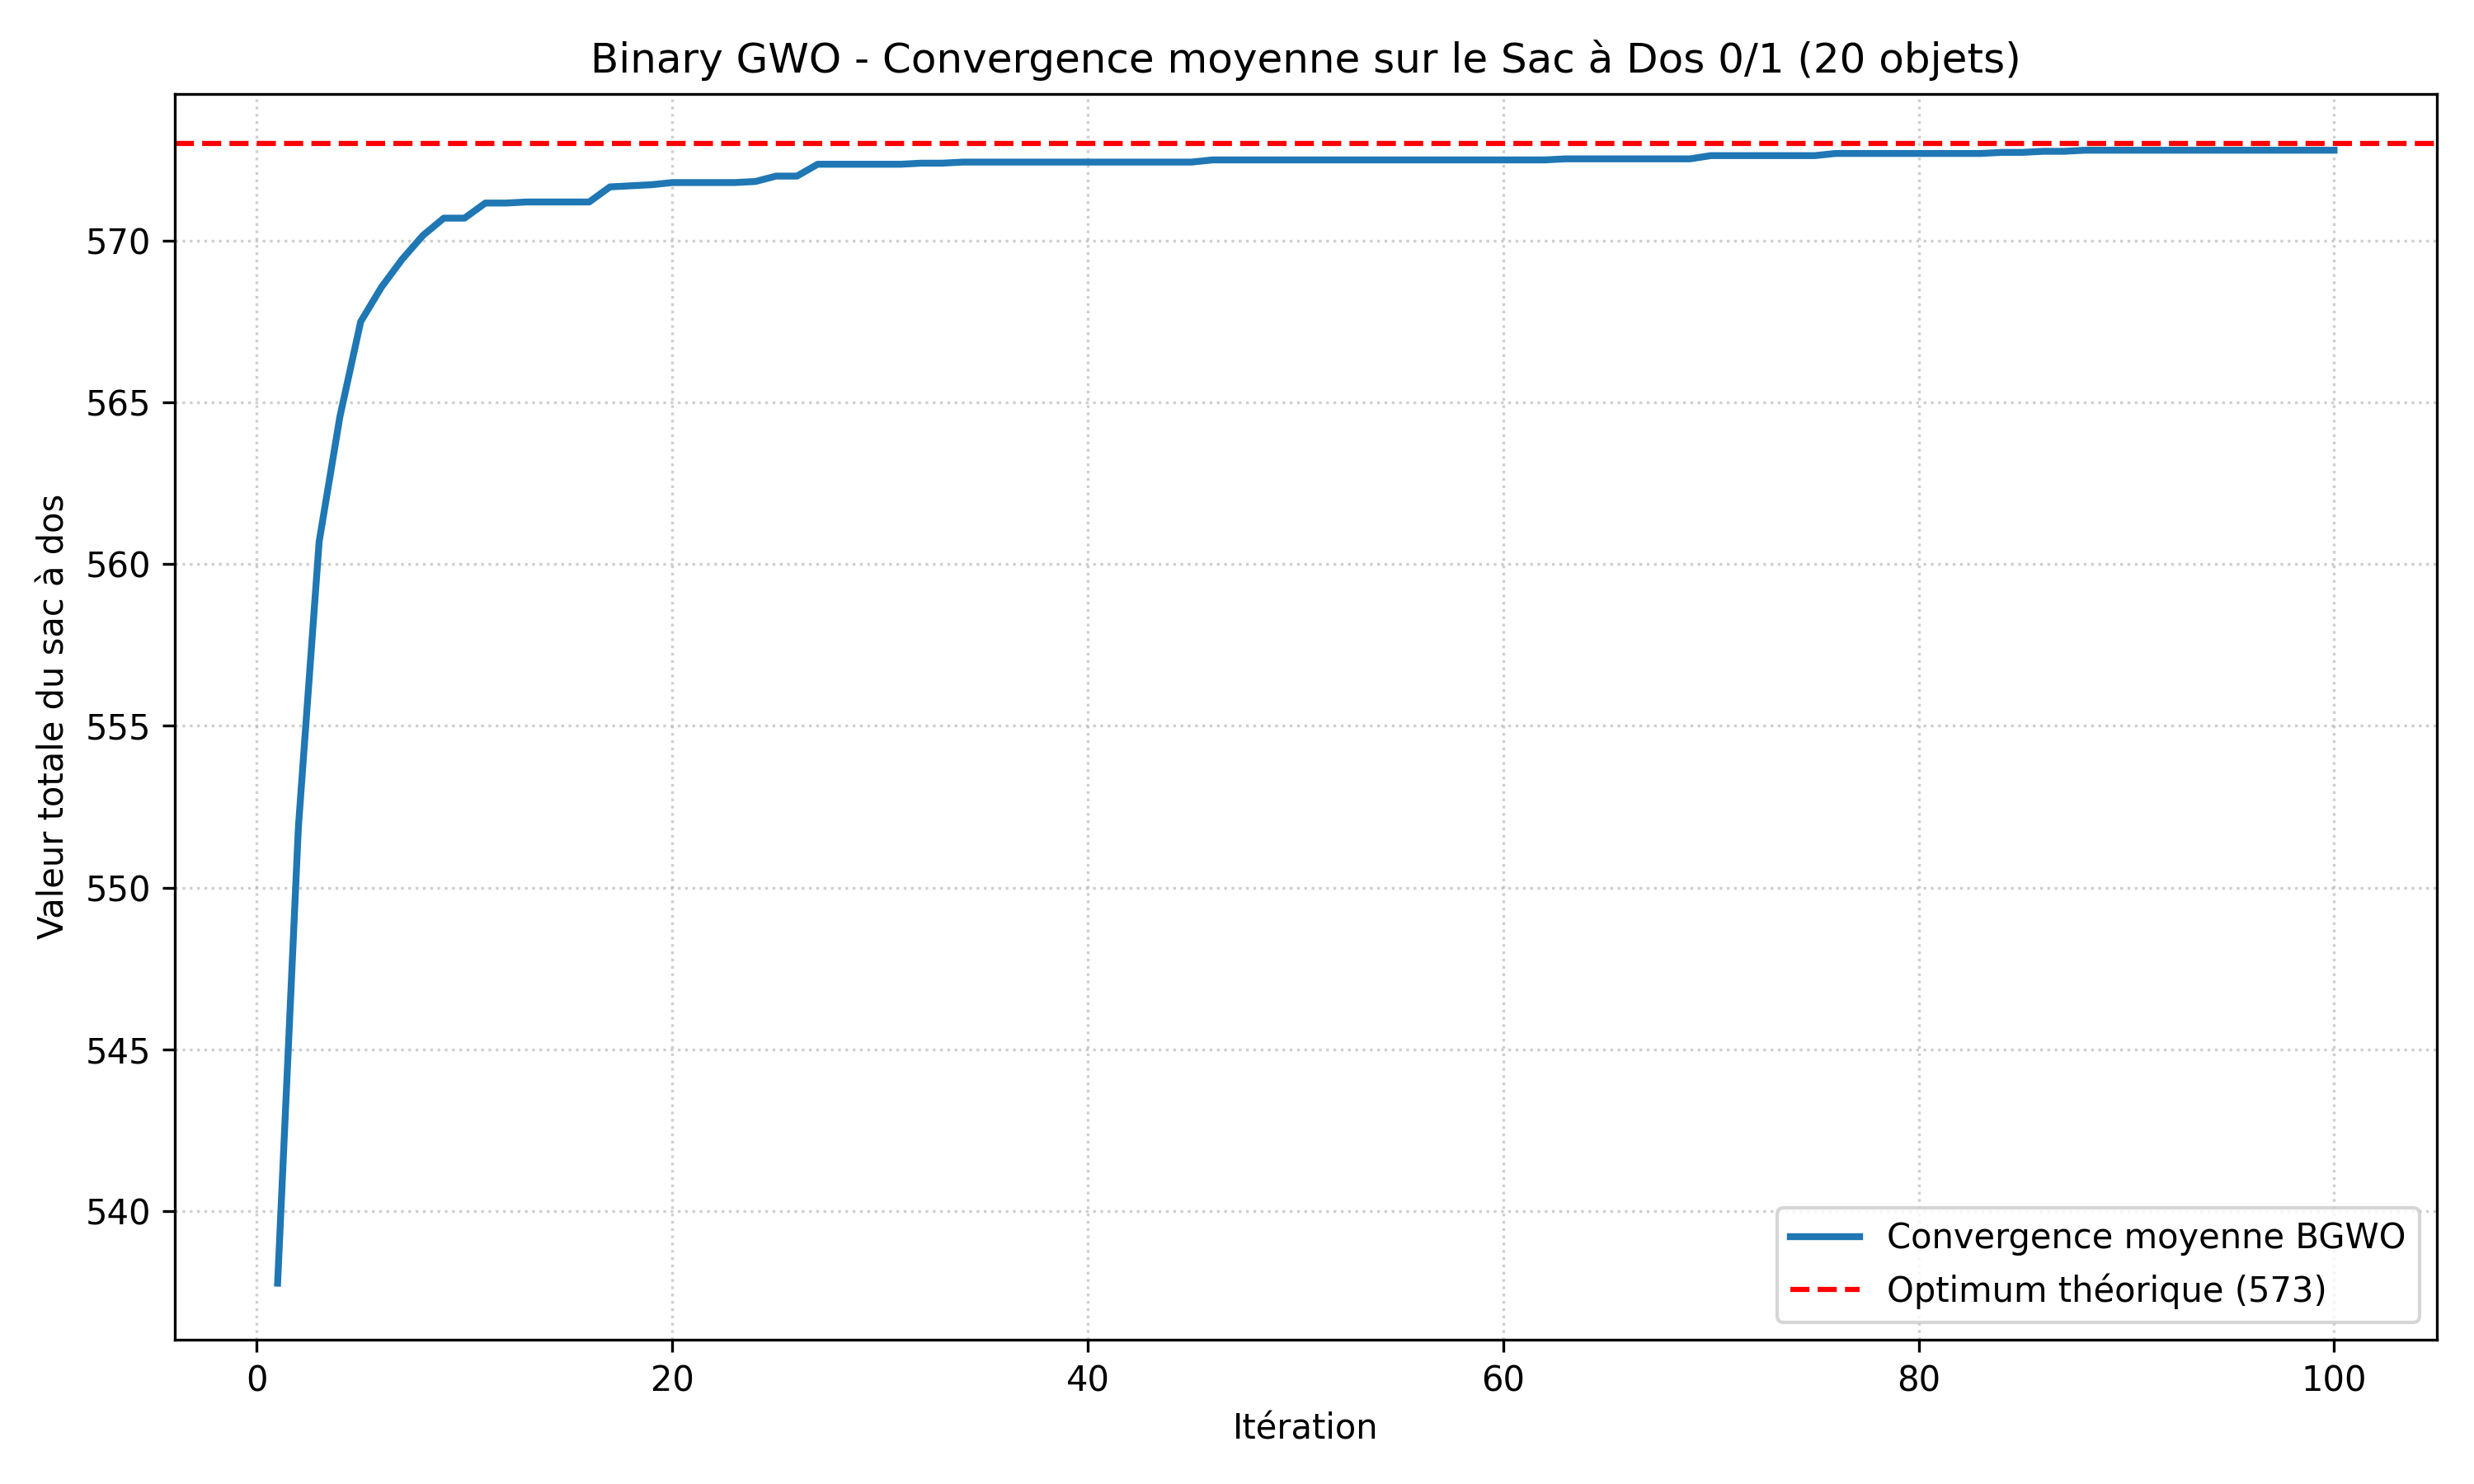 Binary GWO - Convergence moyenne sur le Sac à Dos 0/1 (20 objets)
Valeur totale du sac à dos
570
565
560
555
550
545
540
Convergence moyenne BGWO
Optimum théorique (573)
0 20 40 60 80 100
Itération